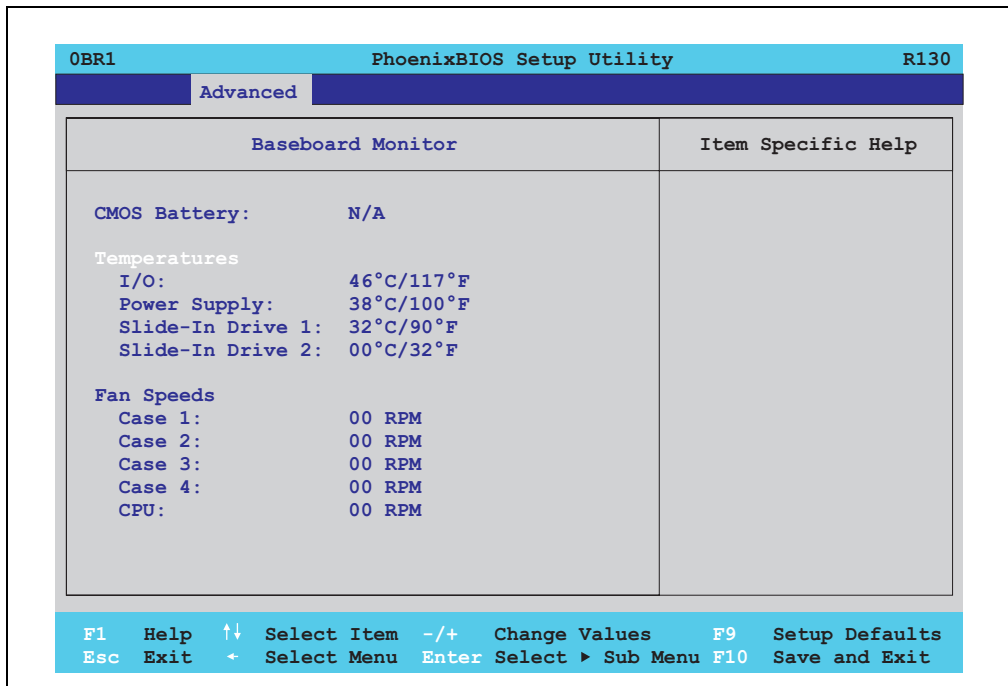 0BR1 PhoenixBIOS Setup Utility R130
Advanced
Baseboard Monitor Item Specific Help
CMOS Battery: N/A
Temperatures
I/O: 46°C/117°F
Power Supply: 38°C/100°F
Slide-In Drive 1: 32°C/90°F
Slide-In Drive 2: 00°C/32°F
Fan Speeds
Case 1: 00 RPM
Case 2: 00 RPM
Case 3: 00 RPM
Case 4: 00 RPM
CPU: 00 RPM
F1 Help ↑↓ Select Item -/+ Change Values F9 Setup Defaults
Esc Exit ← Select Menu Enter Select ▶ Sub Menu F10 Save and Exit